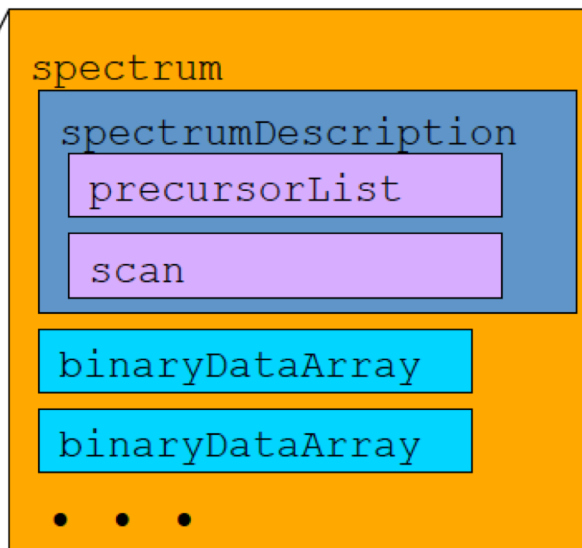 spectrum
spectrumDescription
precursorList
scan
binaryDataArray
binaryDataArray
• • •